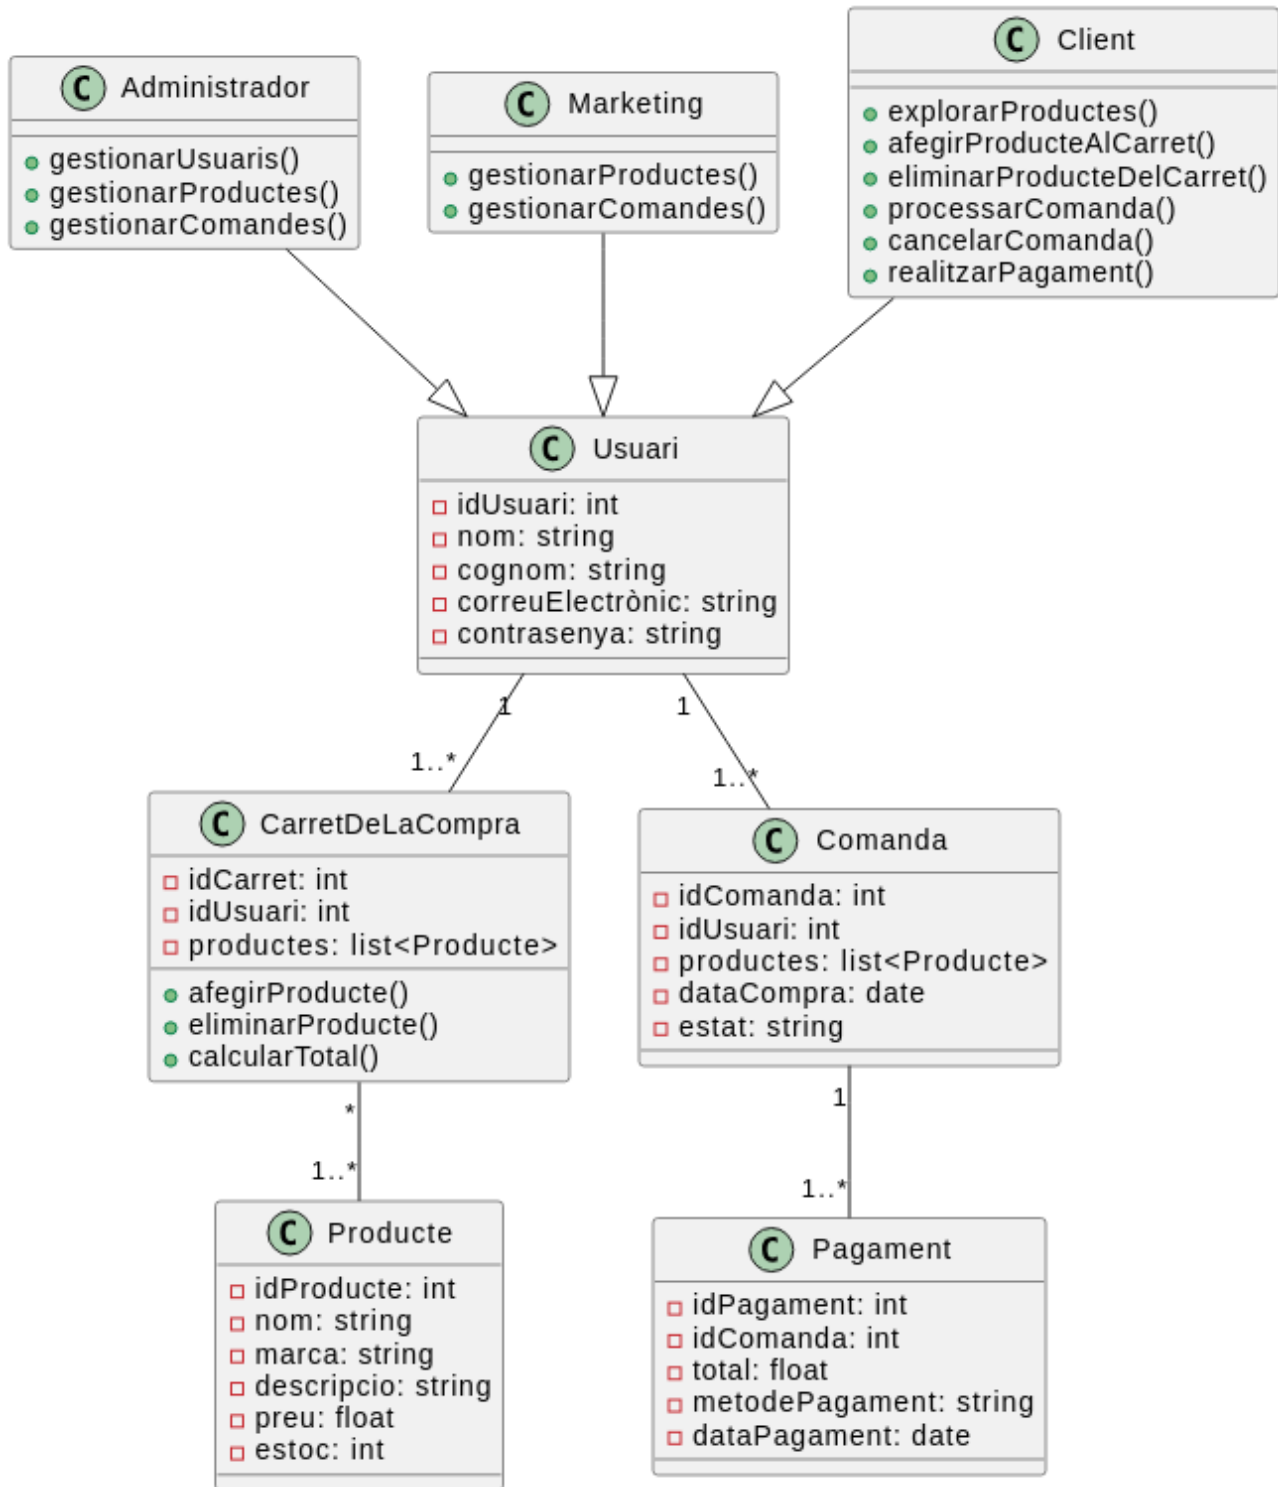 C Administrador
gestionarUsuaris()
gestionarProductes()
gestionarComandes()
C Marketing
gestionarProductes()
gestionarComandes()
C Client
explorarProductes()
afegirProducteAlCarret()
eliminarProducteDelCarret()
processarComanda()
cancelarComanda()
realitzarPagament()
C Usuari
idUsuari: int
nom: string
cognom: string
correuElectrònic: string
contrasenya: string
1
1
1..*
1..*
C CarretDeLaCompra
idCarret: int
idUsuari: int
productes: list<Producte>
afegirProducte()
eliminarProducte()
calcularTotal()
C Comanda
idComanda: int
idUsuari: int
productes: list<Producte>
dataCompra: date
estat: string
*
1..*
1
1..*
C Producte
idProducte: int
nom: string
marca: string
descripcio: string
preu: float
estoc: int
C Pagament
idPagament: int
idComanda: int
total: float
metodePagament: string
dataPagament: date